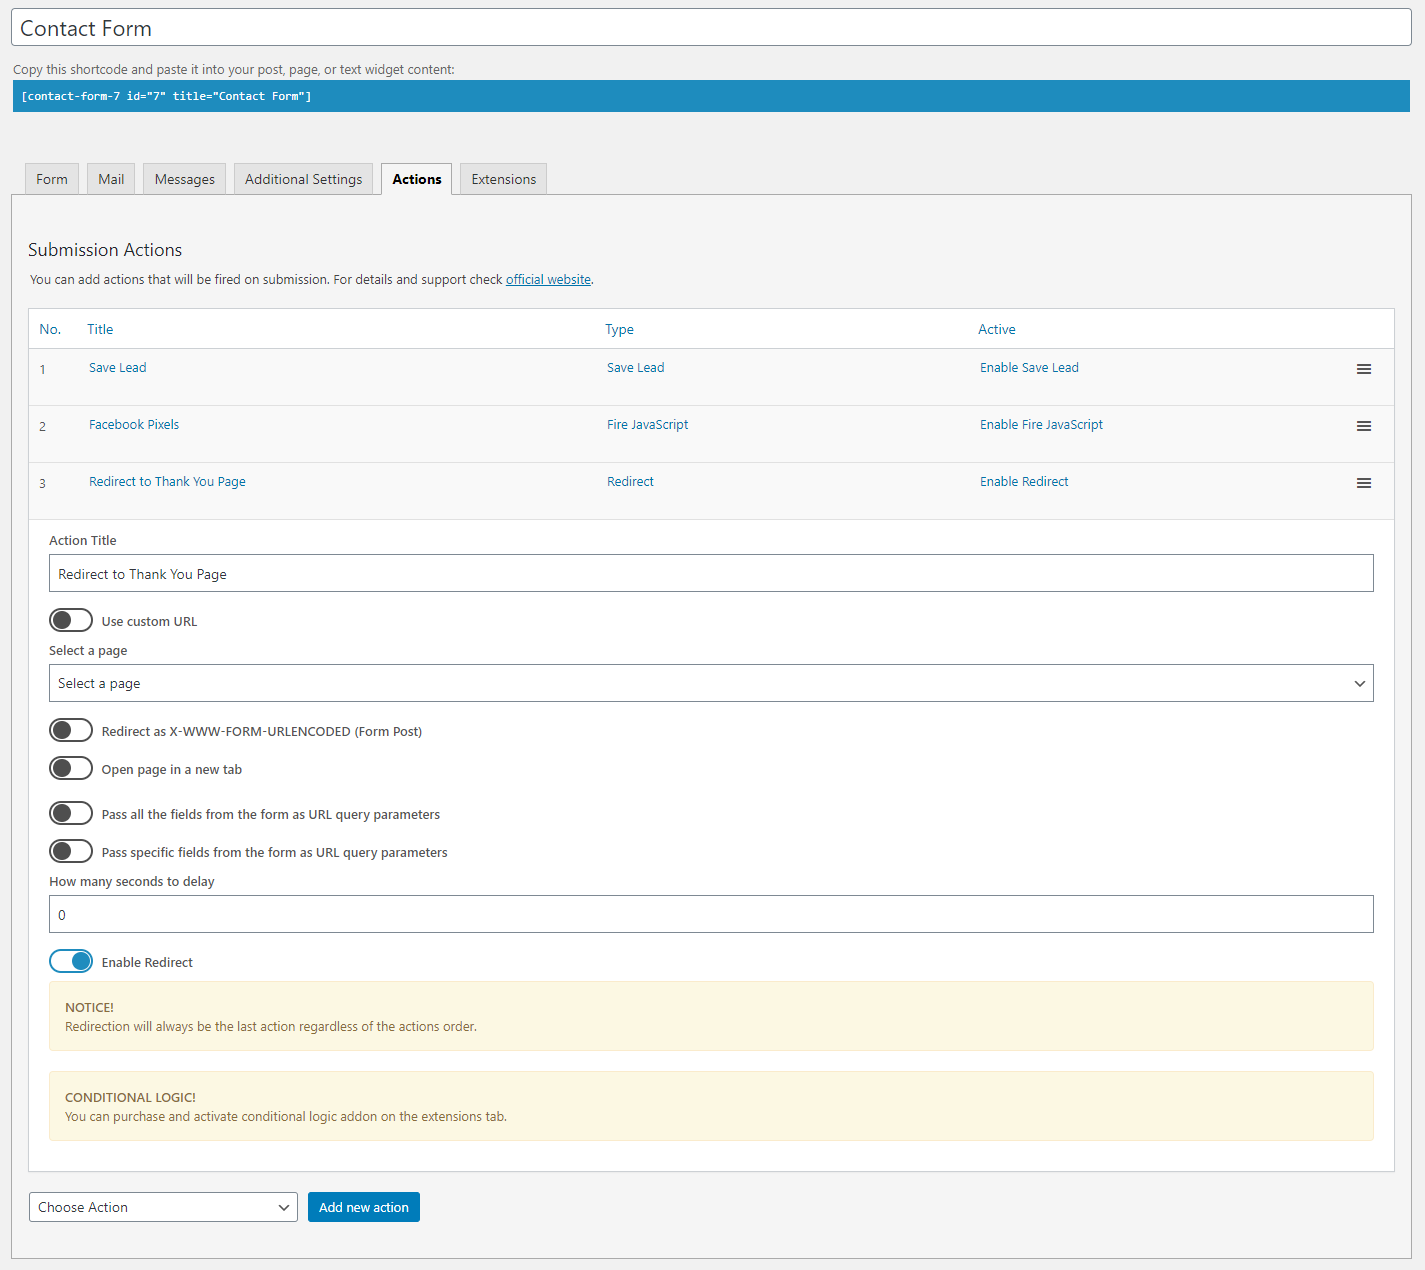 Contact Form
Copy this shortcode and paste it into your post, page, or text widget content:
[contact-form-7 id="7" title="Contact Form"]
Form Mail Messages Additional Settings Actions Extensions
Submission Actions
You can add actions that will be fired on submission. For details and support check official website.
No. Title Type Active
1 Save Lead Save Lead Enable Save Lead
2 Facebook Pixels Fire JavaScript Enable Fire JavaScript
3 Redirect to Thank You Page Redirect Enable Redirect
Action Title
Redirect to Thank You Page
Use custom URL
Select a page
Select a page
Redirect as X-WWW-FORM-URLENCODED (Form Post)
Open page in a new tab
Pass all the fields from the form as URL query parameters
Pass specific fields from the form as URL query parameters
How many seconds to delay
0
Enable Redirect
NOTICE!
Redirection will always be the last action regardless of the actions order.
CONDITIONAL LOGIC!
You can purchase and activate conditional logic addon on the extensions tab.
Choose Action Add new action